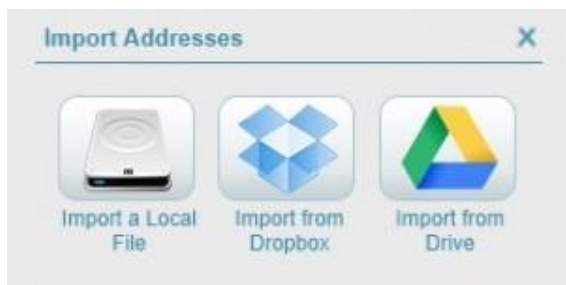 Import Addresses
Import a Local
File
Import from
Dropbox
Import from
Drive